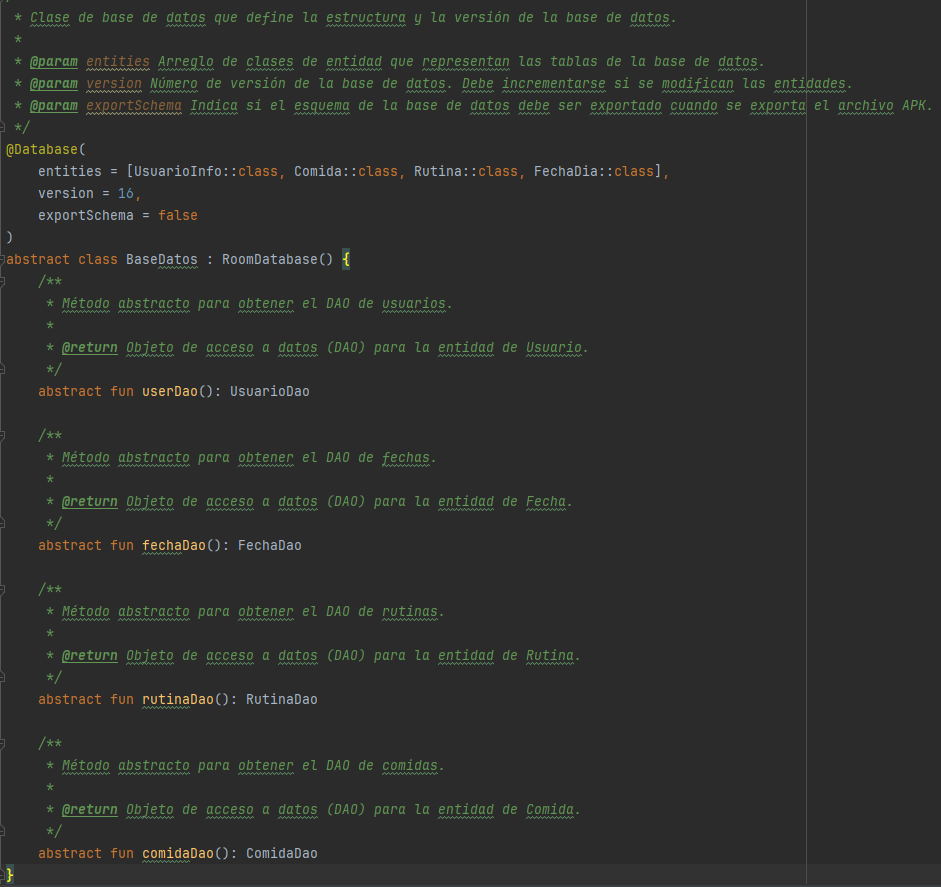 * Clase de base de datos que define la estructura y la versión de la base de datos.
*
* @param entities Arreglo de clases de entidad que representan las tablas de la base de datos.
* @param version Número de versión de la base de datos. Debe incrementarse si se modifican las entidades.
* @param exportSchema Indica si el esquema de la base de datos debe ser exportado cuando se exporta el archivo APK.
*/
@Database(
    entities = [UsuarioInfo::class, Comida::class, Rutina::class, FechaDia::class],
    version = 16,
    exportSchema = false
)
abstract class BaseDatos : RoomDatabase() {
    /**
     * Método abstracto para obtener el DAO de usuarios.
     *
     * @return Objeto de acceso a datos (DAO) para la entidad de Usuario.
     */
    abstract fun userDao(): UsuarioDao

    /**
     * Método abstracto para obtener el DAO de fechas.
     *
     * @return Objeto de acceso a datos (DAO) para la entidad de Fecha.
     */
    abstract fun fechaDao(): FechaDao

    /**
     * Método abstracto para obtener el DAO de rutinas.
     *
     * @return Objeto de acceso a datos (DAO) para la entidad de Rutina.
     */
    abstract fun rutinaDao(): RutinaDao

    /**
     * Método abstracto para obtener el DAO de comidas.
     *
     * @return Objeto de acceso a datos (DAO) para la entidad de Comida.
     */
    abstract fun comidaDao(): ComidaDao
}